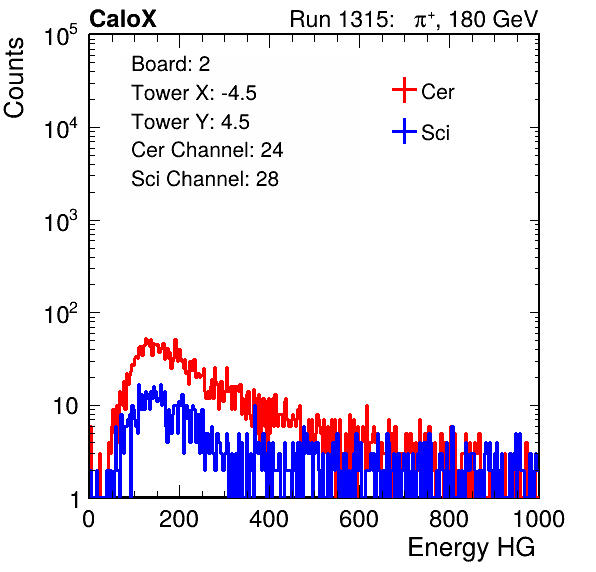 CaloX Run 1315: π⁺, 180 GeV
Counts
10⁵
10⁴
10³
10²
10
1
Board: 2
Tower X: -4.5
Tower Y: 4.5
Cer Channel: 24
Sci Channel: 28
Cer
Sci
0 200 400 600 800 1000
Energy HG